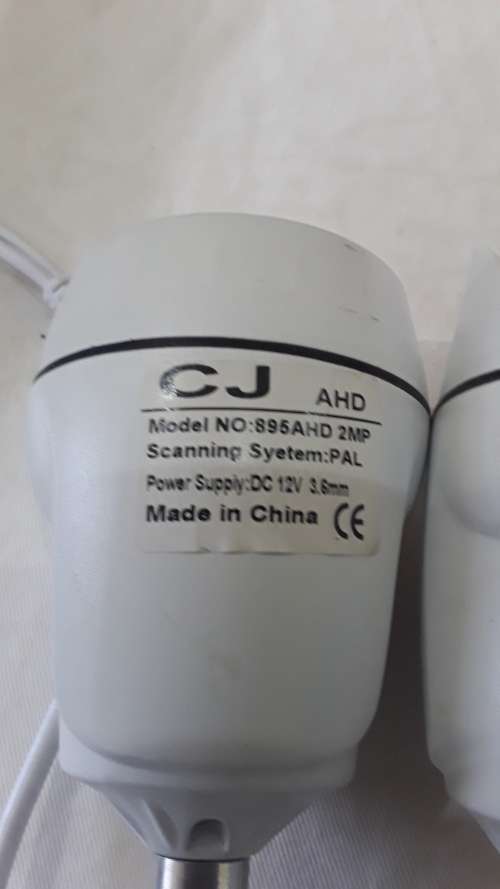 CJ AHD
Model NO:895AHD 2MP
Scanning Syetem:PAL
Power Supply:DC 12V 3.6mm
Made in China CE